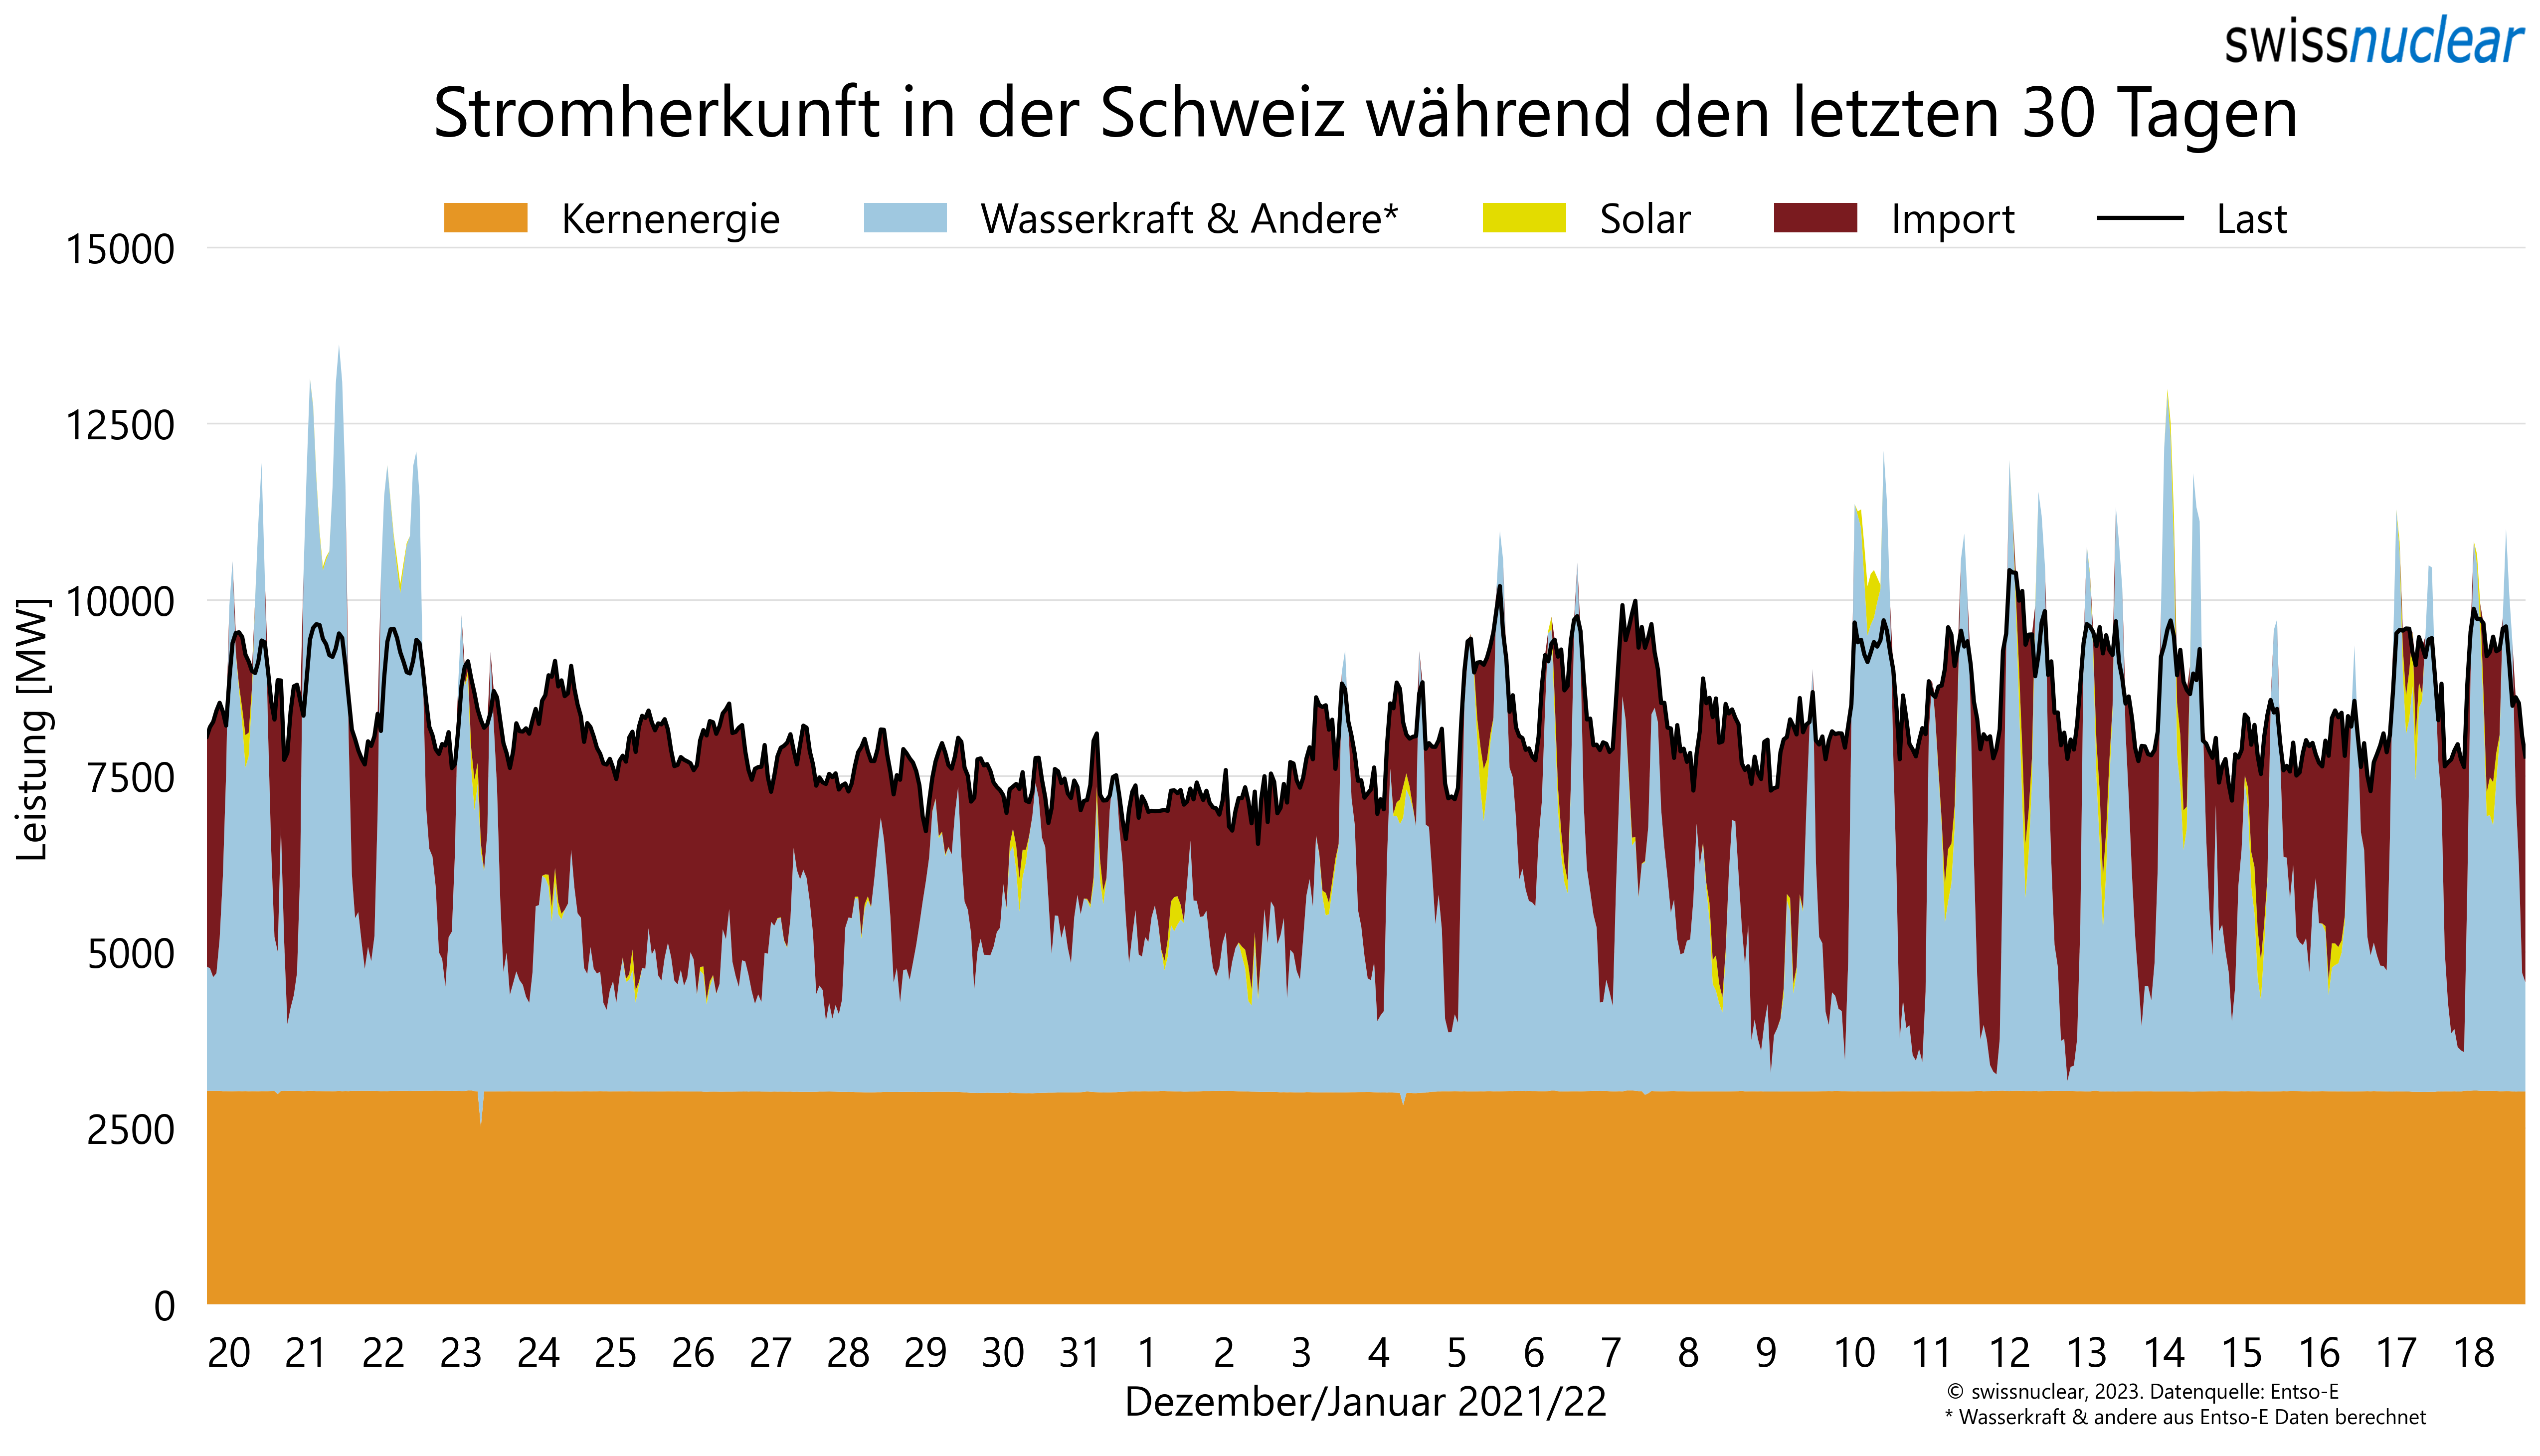 swissnuclear
Stromherkunft in der Schweiz während den letzten 30 Tagen
Kernenergie Wasserkraft & Andere* Solar Import Last
15000
12500
10000
7500
5000
2500
0
Leistung [MW]
20 21 22 23 24 25 26 27 28 29 30 31 1 2 3 4 5 6 7 8 9 10 11 12 13 14 15 16 17 18
Dezember/Januar 2021/22
© swissnuclear, 2023. Datenquelle: Entso-E
* Wasserkraft & andere aus Entso-E Daten berechnet